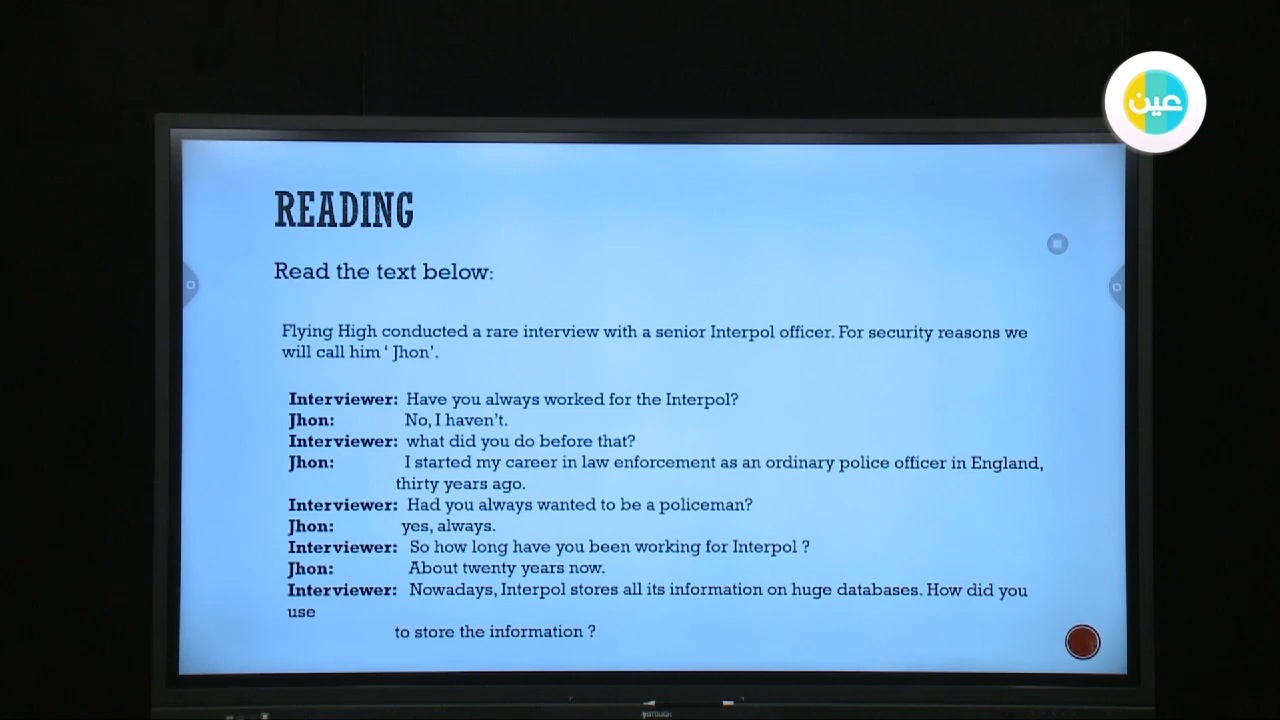 عين
READING
Read the text below:
Flying High conducted a rare interview with a senior Interpol officer. For security reasons we
will call him ‘ Jhon’.
Interviewer: Have you always worked for the Interpol?
Jhon: No, I haven’t.
Interviewer: what did you do before that?
Jhon: I started my career in law enforcement as an ordinary police officer in England,
thirty years ago.
Interviewer: Had you always wanted to be a policeman?
Jhon: yes, always.
Interviewer: So how long have you been working for Interpol ?
Jhon: About twenty years now.
Interviewer: Nowadays, Interpol stores all its information on huge databases. How did you
use
to store the information ?